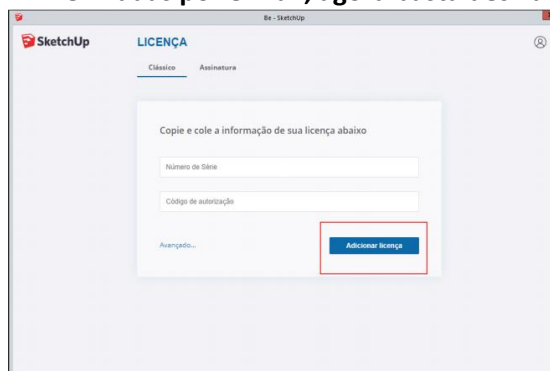 Be - SketchUp
SketchUp
LICENÇA
Clássico Assinatura
Copie e cole a informação de sua licença abaixo
Número de Série
Código de autorização
Avançado...
Adicionar licença